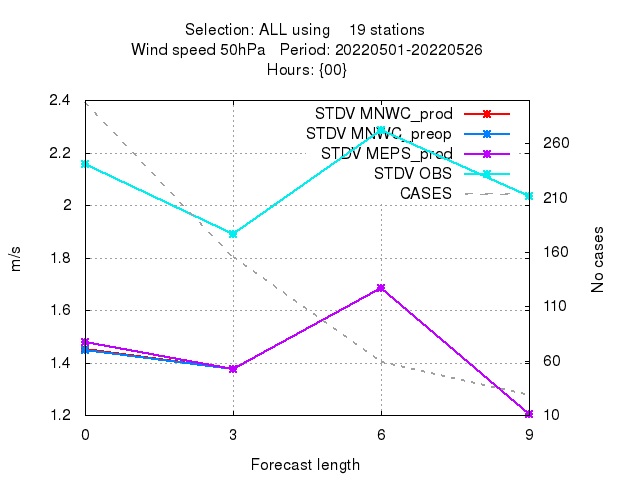 Selection: ALL using    19 stations
Wind speed 50hPa   Period: 20220501-20220526
Hours: {00}
STDV MNWC_prod
STDV MNWC_preop
STDV MEPS_prod
STDV OBS
CASES
2.4
2.2
2
1.8
1.6
1.4
1.2
m/s
260
210
160
110
60
10
No cases
0 3 6 9
Forecast length